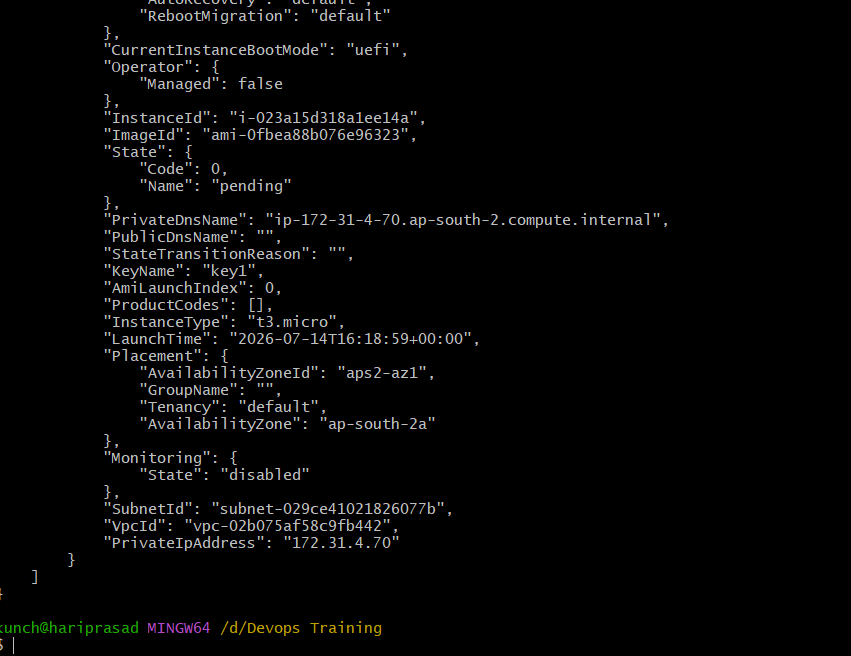 "AutoRecovery": "default",
"RebootMigration": "default"
},
"CurrentInstanceBootMode": "uefi",
"Operator": {
"Managed": false
},
"InstanceId": "i-023a15d318a1ee14a",
"ImageId": "ami-0fbea88b076e96323",
"State": {
"Code": 0,
"Name": "pending"
},
"PrivateDnsName": "ip-172-31-4-70.ap-south-2.compute.internal",
"PublicDnsName": "",
"StateTransitionReason": "",
"KeyName": "key1",
"AmiLaunchIndex": 0,
"ProductCodes": [],
"InstanceType": "t3.micro",
"LaunchTime": "2026-07-14T16:18:59+00:00",
"Placement": {
"AvailabilityZoneId": "aps2-az1",
"GroupName": "",
"Tenancy": "default",
"AvailabilityZone": "ap-south-2a"
},
"Monitoring": {
"State": "disabled"
},
"SubnetId": "subnet-029ce41021826077b",
"VpcId": "vpc-02b075af58c9fb442",
"PrivateIpAddress": "172.31.4.70"
}
]
}
kunch@hariprasad MINGW64 /d/Devops Training
$